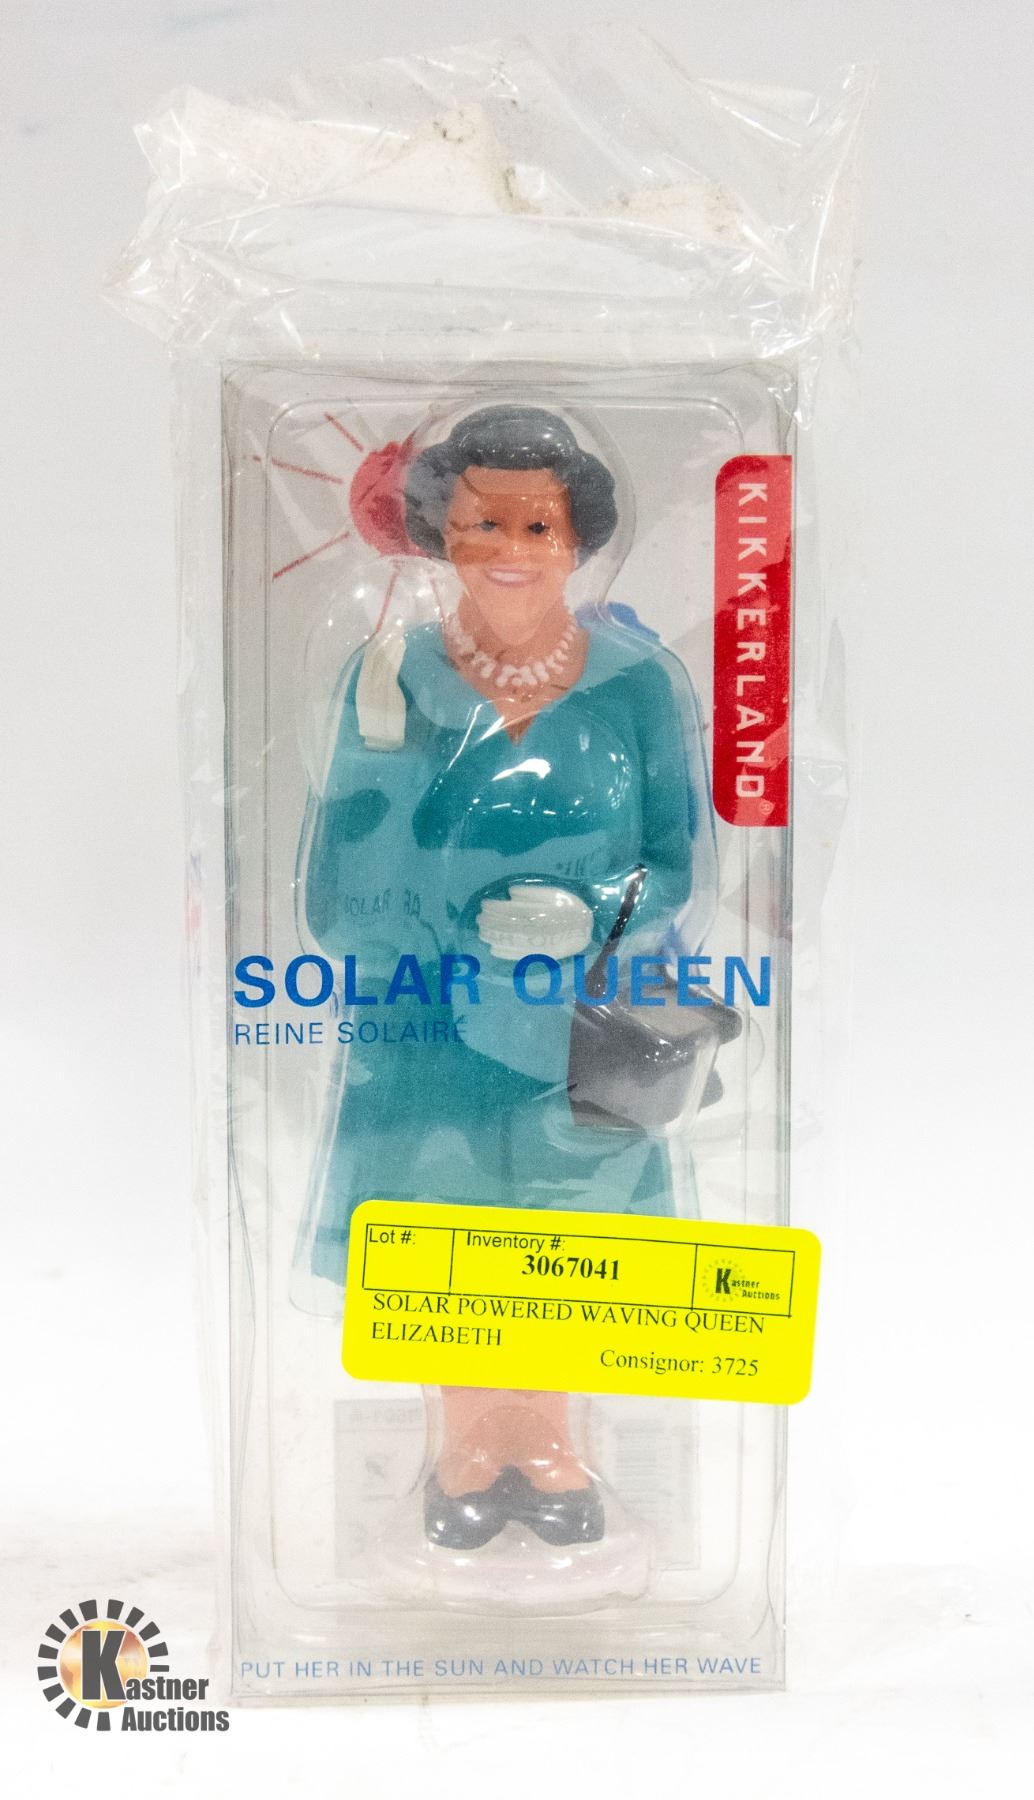 KIKKERLAND®
SOLAR QUEEN
REINE SOLAIRE
Lot #:
Inventory #:
3067041
Kastner
Auctions
SOLAR POWERED WAVING QUEEN
ELIZABETH
Consignor: 3725
PUT HER IN THE SUN AND WATCH HER WAVE
Kastner
Auctions